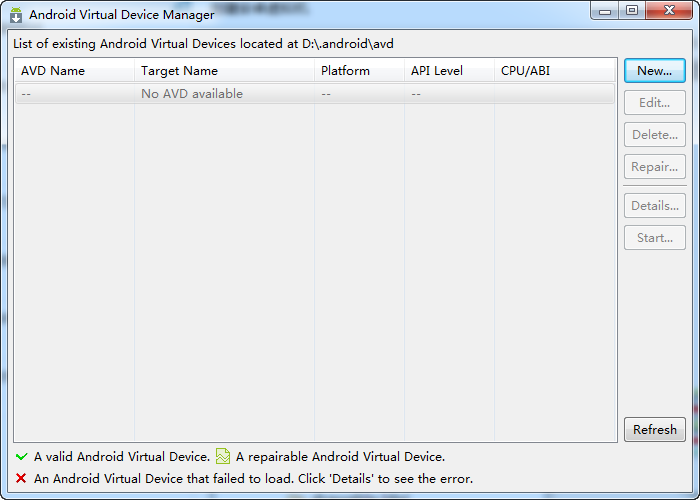 Android Virtual Device Manager
List of existing Android Virtual Devices located at D:\.android\avd
AVD Name Target Name Platform API Level CPU/ABI
-- No AVD available -- --
New...
Edit...
Delete...
Repair...
Details...
Start...
Refresh
A valid Android Virtual Device. A repairable Android Virtual Device.
An Android Virtual Device that failed to load. Click 'Details' to see the error.